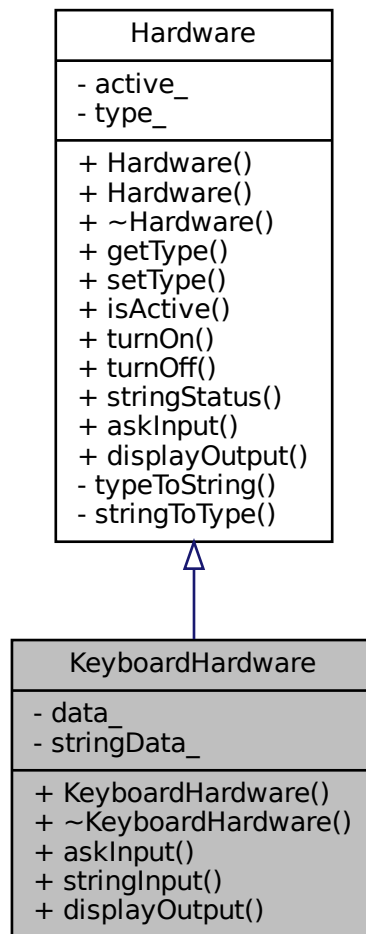 Hardware
- active_
- type_
+ Hardware()
+ Hardware()
+ ~Hardware()
+ getType()
+ setType()
+ isActive()
+ turnOn()
+ turnOff()
+ stringStatus()
+ askInput()
+ displayOutput()
- typeToString()
- stringToType()
KeyboardHardware
- data_
- stringData_
+ KeyboardHardware()
+ ~KeyboardHardware()
+ askInput()
+ stringInput()
+ displayOutput()